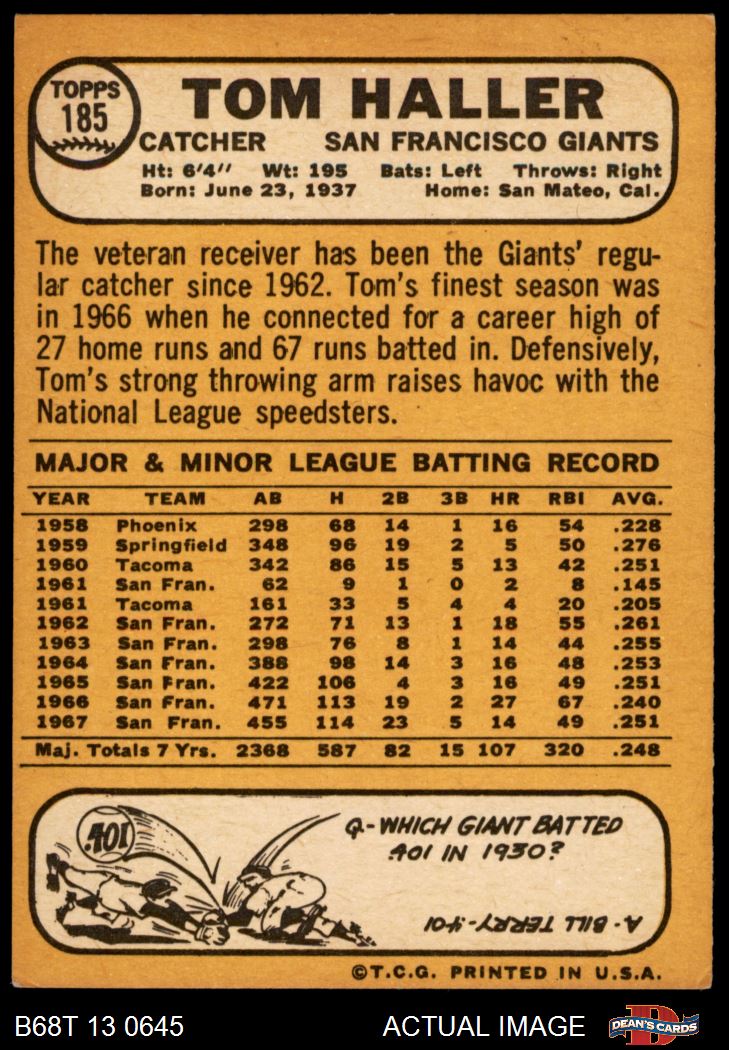 TOPPS
185
TOM HALLER
CATCHER SAN FRANCISCO GIANTS
Ht: 6'4" Wt: 195 Bats: Left Throws: Right
Born: June 23, 1937 Home: San Mateo, Cal.
The veteran receiver has been the Giants' regu-
lar catcher since 1962. Tom's finest season was
in 1966 when he connected for a career high of
27 home runs and 67 runs batted in. Defensively,
Tom's strong throwing arm raises havoc with the
National League speedsters.
MAJOR & MINOR LEAGUE BATTING RECORD
YEAR TEAM AB H 2B 3B HR RBI AVG.
1958 Phoenix 298 68 14 1 16 54 .228
1959 Springfield 348 96 19 2 5 50 .276
1960 Tacoma 342 86 15 5 13 42 .251
1961 San Fran. 62 9 1 0 2 8 .145
1961 Tacoma 161 33 5 4 4 20 .205
1962 San Fran. 272 71 13 1 18 55 .261
1963 San Fran. 298 76 8 1 14 44 .255
1964 San Fran. 388 98 14 3 16 48 .253
1965 San Fran. 422 106 4 3 16 49 .251
1966 San Fran. 471 113 19 2 27 67 .240
1967 San Fran. 455 114 23 5 14 49 .251
Maj. Totals 7 Yrs. 2368 587 82 15 107 320 .248
.401
Q-WHICH GIANT BATTED
.401 IN 1930?
A-BILL TERRY-.401
©T.C.G. PRINTED IN U.S.A.
B68T 13 0645 ACTUAL IMAGE D DEAN'S CARDS